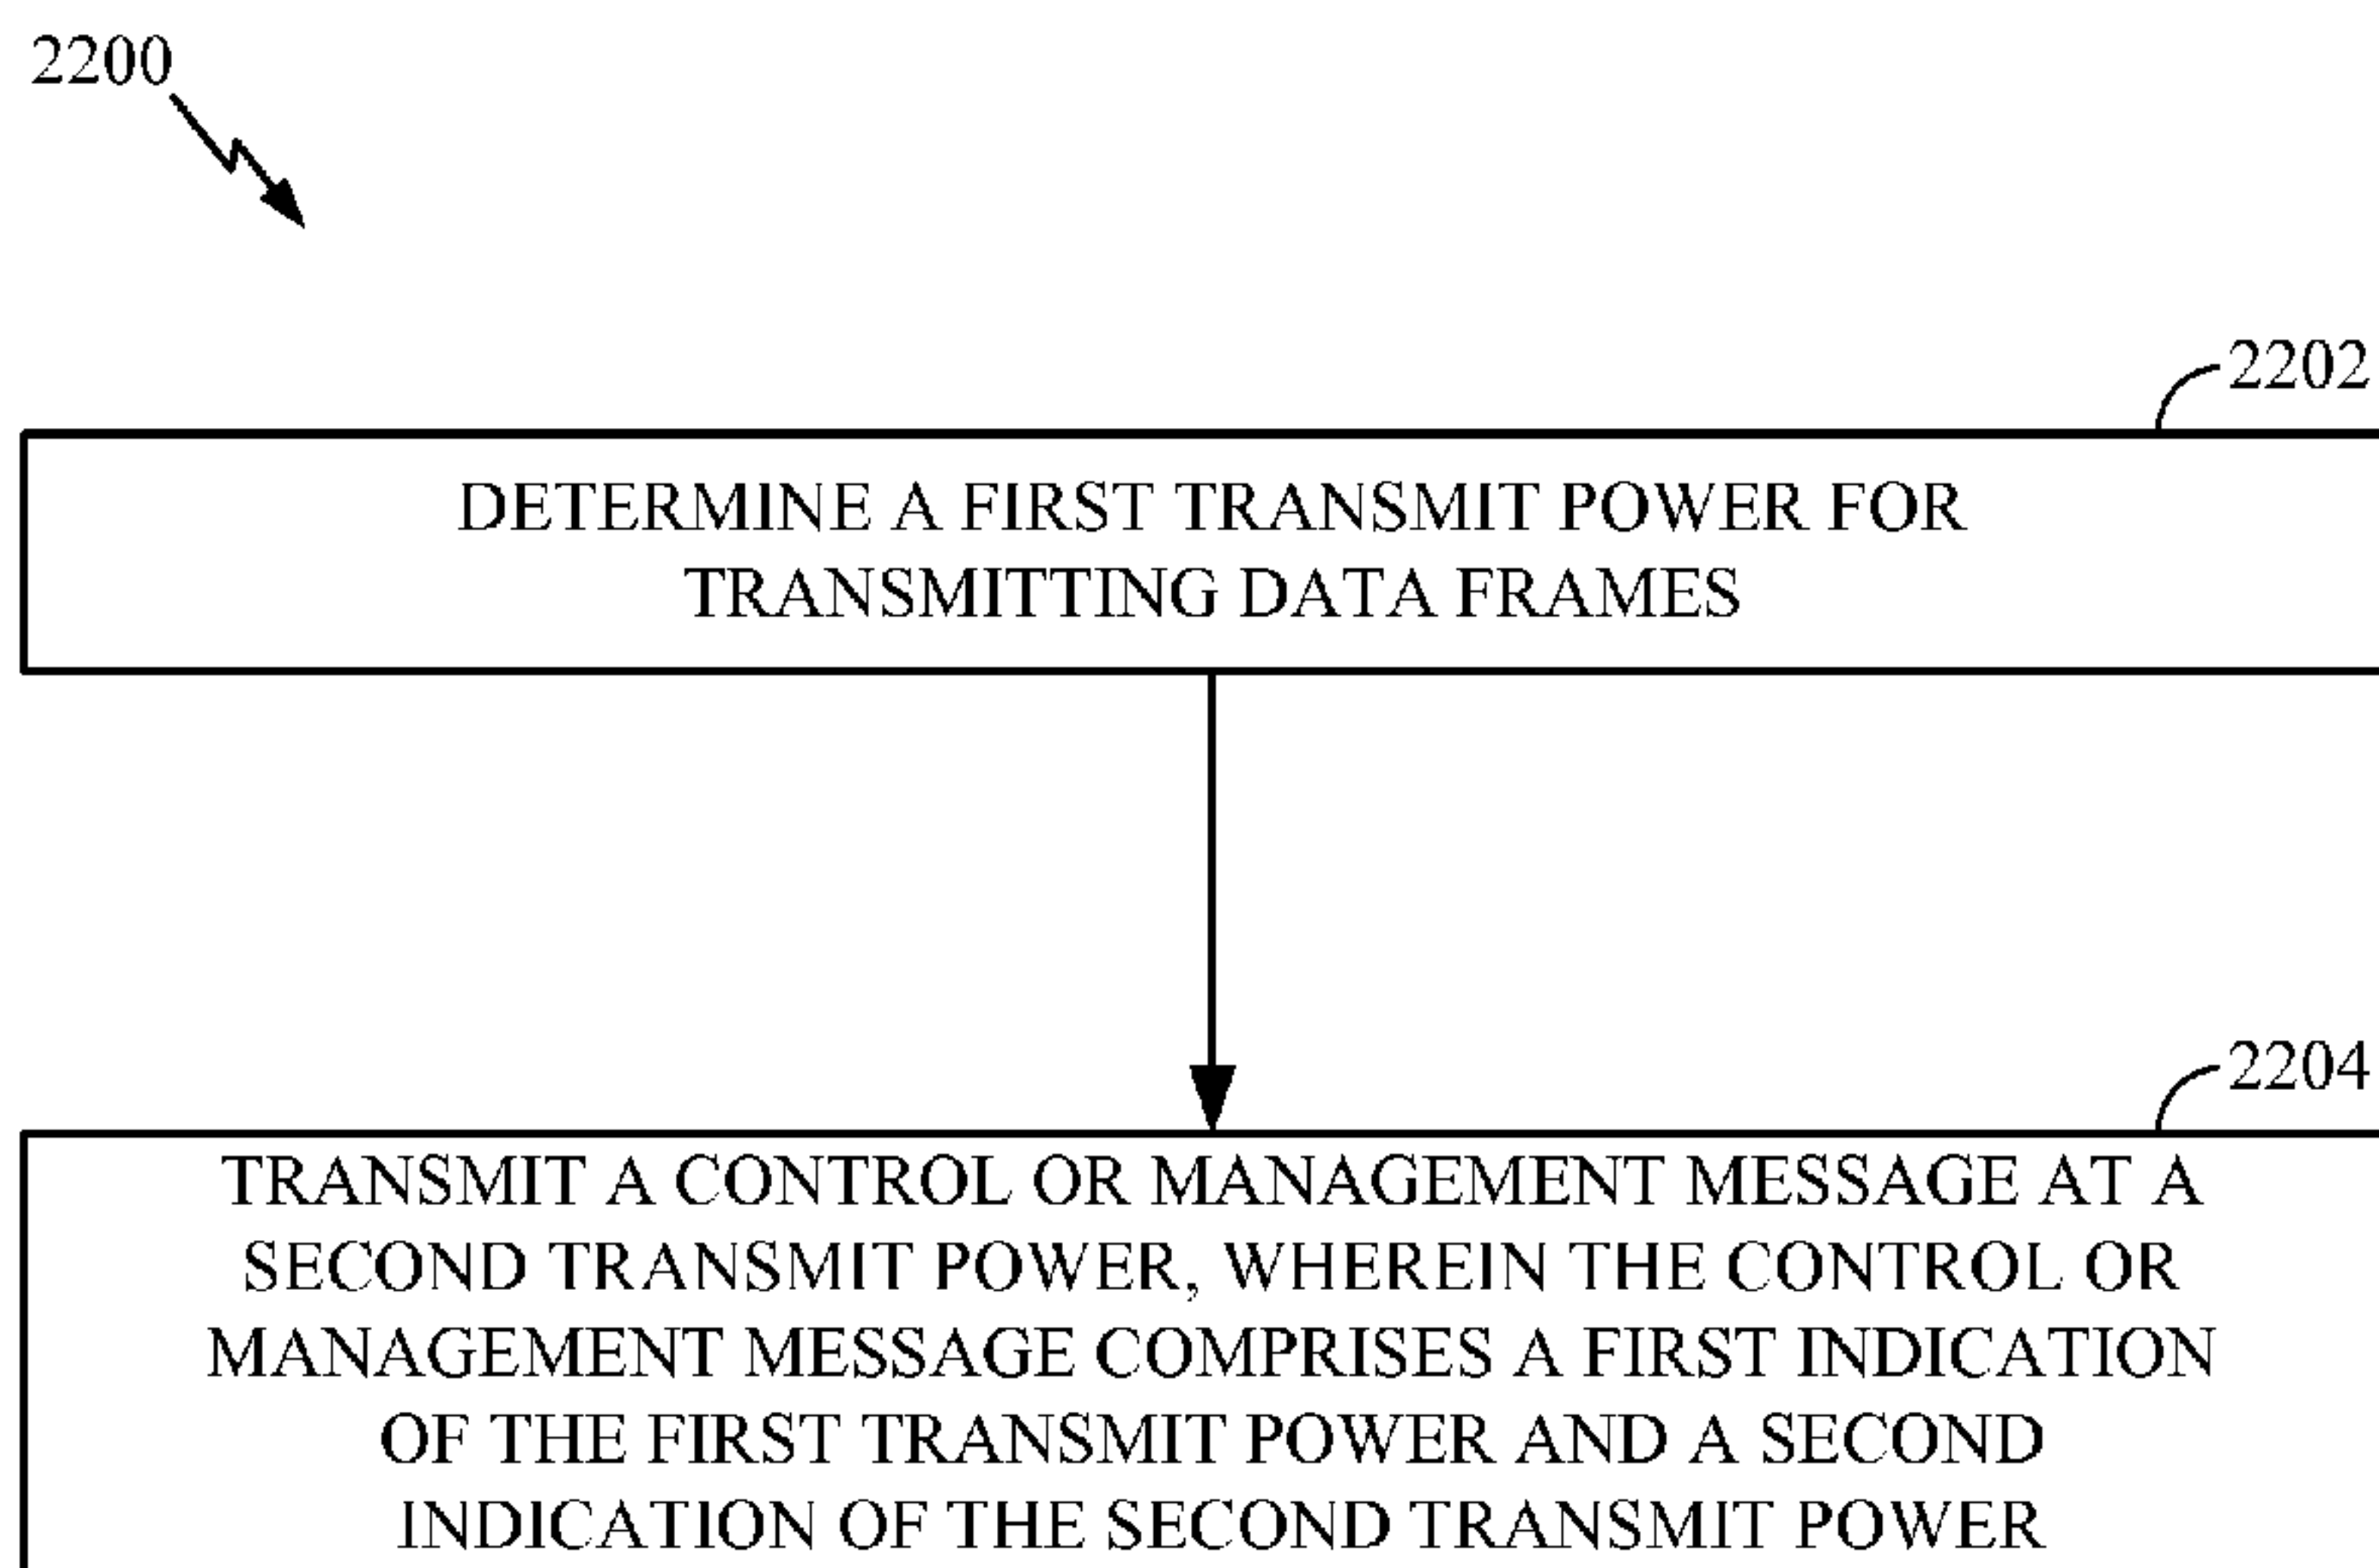 2200
2202
DETERMINE A FIRST TRANSMIT POWER FOR
TRANSMITTING DATA FRAMES
2204
TRANSMIT A CONTROL OR MANAGEMENT MESSAGE AT A
SECOND TRANSMIT POWER, WHEREIN THE CONTROL OR
MANAGEMENT MESSAGE COMPRISES A FIRST INDICATION
OF THE FIRST TRANSMIT POWER AND A SECOND
INDICATION OF THE SECOND TRANSMIT POWER